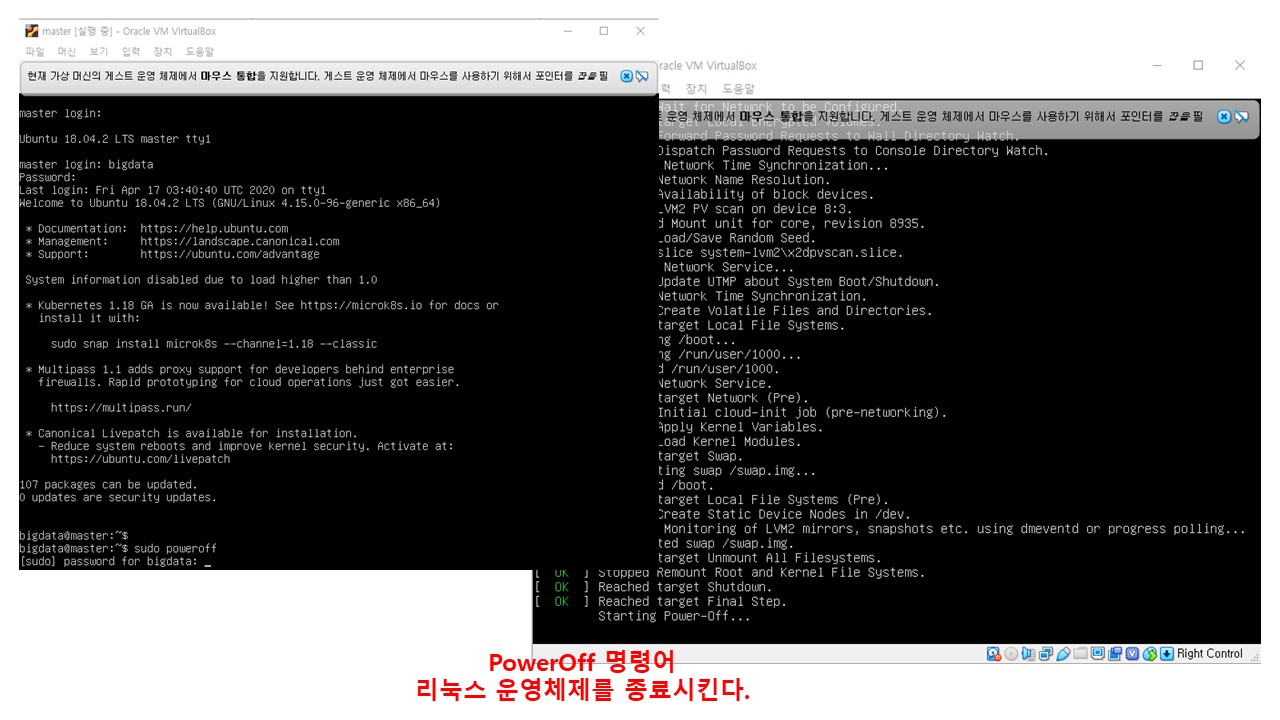 master [실행 중] - Oracle VM VirtualBox
파일 머신 보기 입력 장치 도움말
현재 가상 머신의 게스트 운영 체제에서 마우스 통합을 지원합니다. 게스트 운영 체제에서 마우스를 사용하기 위해서 포인터를
master login:
Ubuntu 18.04.2 LTS master tty1
master login: bigdata
Password:
Last login: Fri Apr 17 03:40:40 UTC 2020 on tty1
Welcome to Ubuntu 18.04.2 LTS (GNU/Linux 4.15.0-96-generic x86_64)
* Documentation: https://help.ubuntu.com
* Management: https://landscape.canonical.com
* Support: https://ubuntu.com/advantage
System information disabled due to load higher than 1.0
* Kubernetes 1.18 GA is now available! See https://microk8s.io for docs or
install it with:
sudo snap install microk8s --channel=1.18 --classic
* Multipass 1.1 adds proxy support for developers behind enterprise
firewalls. Rapid prototyping for cloud operations just got easier.
https://multipass.run/
* Canonical Livepatch is available for installation.
- Reduce system reboots and improve kernel security. Activate at:
https://ubuntu.com/livepatch
107 packages can be updated.
0 updates are security updates.
bigdata@master:~$
bigdata@master:~$ sudo poweroff
[sudo] password for bigdata: _
racle VM VirtualBox
력 장치 도움말
Wait for Network to be Configured.
target Local Encrypted Volumes.
트 운영 체제에서 마우스 통합을 지원합니다. 게스트 운영 체제에서 마우스를 사용하기 위해서 포인터를
Forward Password Requests to Wall Directory Watch.
Dispatch Password Requests to Console Directory Watch.
Network Time Synchronization...
Network Name Resolution.
Availability of block devices.
LVM2 PV scan on device 8:3.
d Mount unit for core, revision 8935.
Load/Save Random Seed.
slice system-lvm2\x2dpvscan.slice.
Network Service...
Update UTMP about System Boot/Shutdown.
Network Time Synchronization.
Create Volatile Files and Directories.
target Local File Systems.
ng /boot...
ng /run/user/1000...
d /run/user/1000.
Network Service.
target Network (Pre).
Initial cloud-init job (pre-networking).
Apply Kernel Variables.
Load Kernel Modules.
target Swap.
ting swap /swap.img...
d /boot.
target Local File Systems (Pre).
Create Static Device Nodes in /dev.
Monitoring of LVM2 mirrors, snapshots etc. using dmeventd or progress polling...
ted swap /swap.img.
target Unmount All Filesystems.
[ OK ] Stopped Remount Root and Kernel File Systems.
[ OK ] Reached target Shutdown.
[ OK ] Reached target Final Step.
Starting Power-Off...
Right Control
PowerOff 명령어
리눅스 운영체제를 종료시킨다.